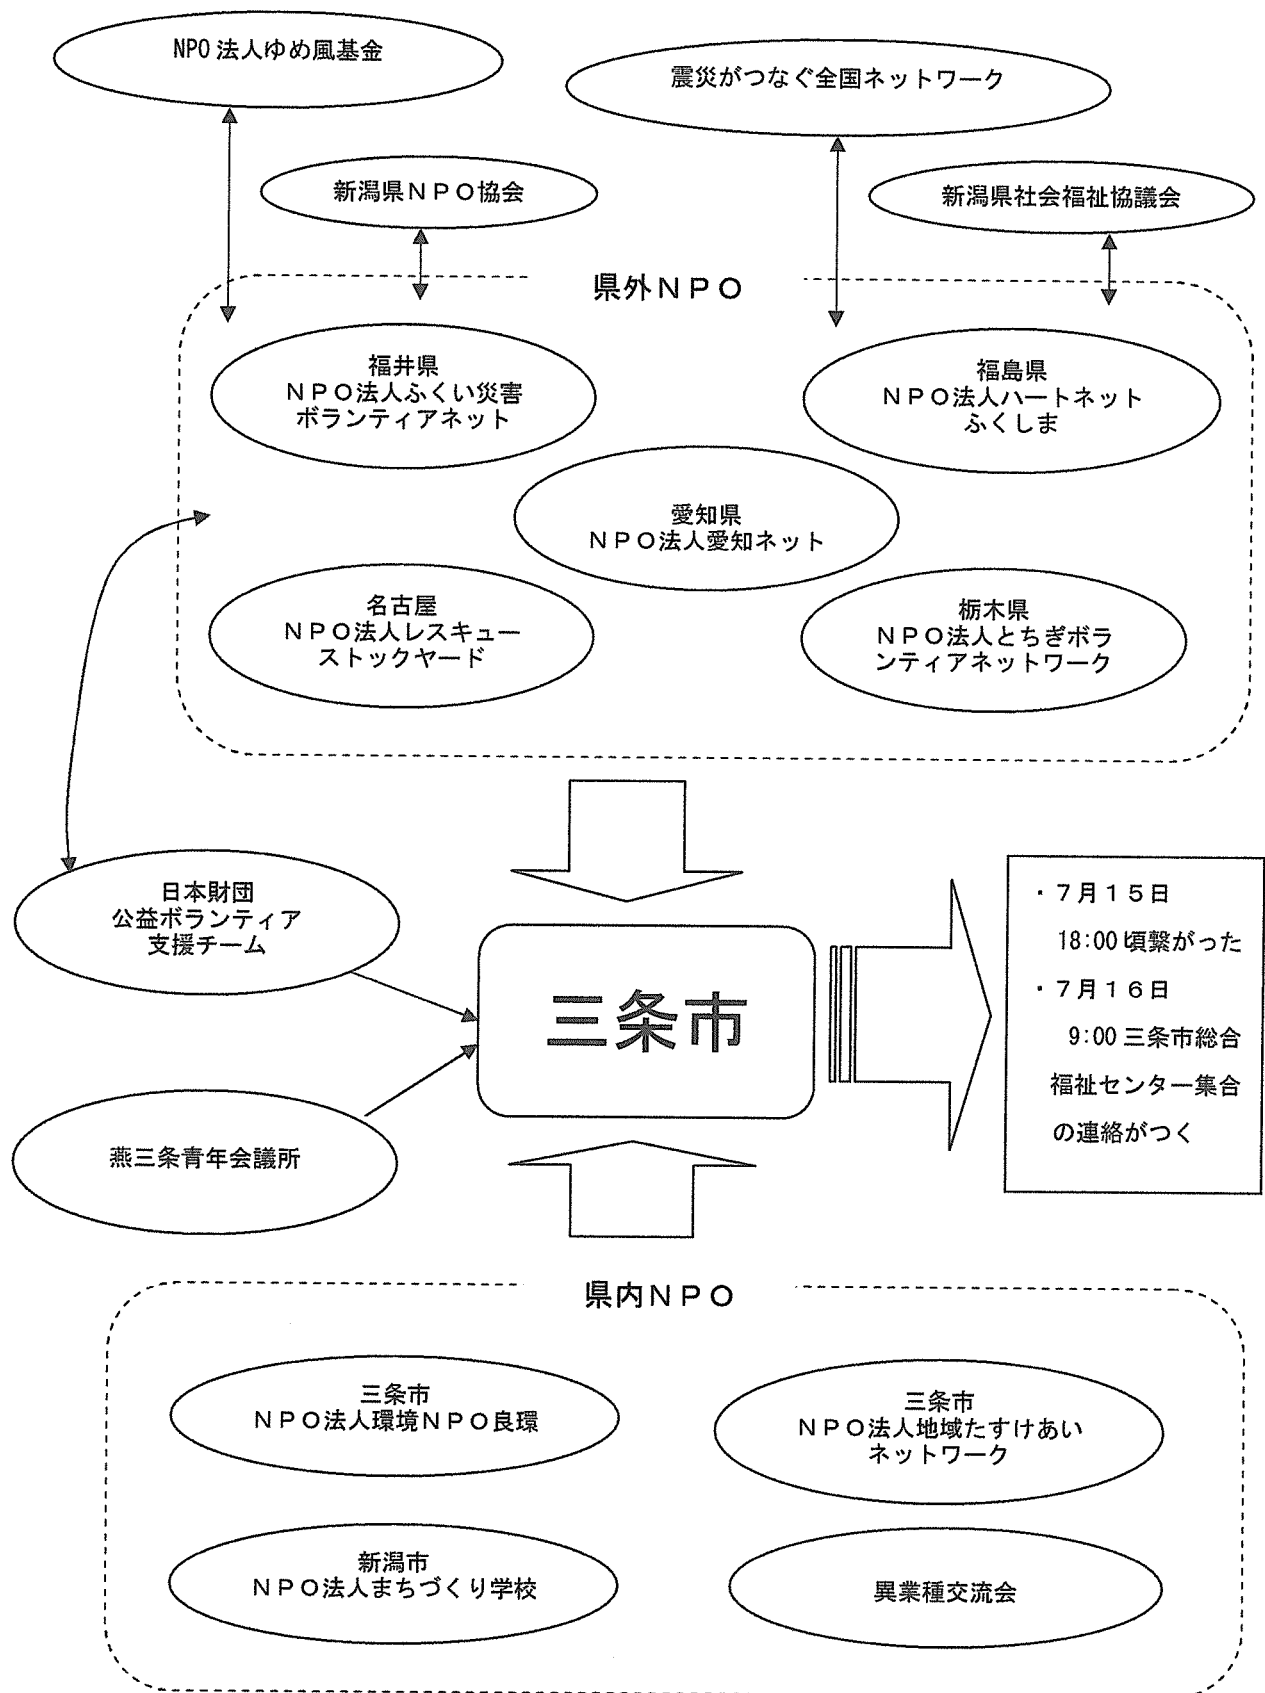 NPO法人ゆめ風基金
震災がつなぐ全国ネットワーク
新潟県ＮＰＯ協会
新潟県社会福祉協議会
県外ＮＰＯ
福井県
ＮＰＯ法人ふくい災害
ボランティアネット
福島県
ＮＰＯ法人ハートネット
ふくしま
愛知県
ＮＰＯ法人愛知ネット
名古屋
ＮＰＯ法人レスキュー
ストックヤード
栃木県
ＮＰＯ法人とちぎボラ
ンティアネットワーク
日本財団
公益ボランティア
支援チーム
三条市
・７月１５日
18:00頃繋がった
・７月１６日
9:00三条市総合
福祉センター集合
の連絡がつく
燕三条青年会議所
県内ＮＰＯ
三条市
ＮＰＯ法人環境ＮＰＯ良環
三条市
ＮＰＯ法人地域たすけあい
ネットワーク
新潟市
ＮＰＯ法人まちづくり学校
異業種交流会